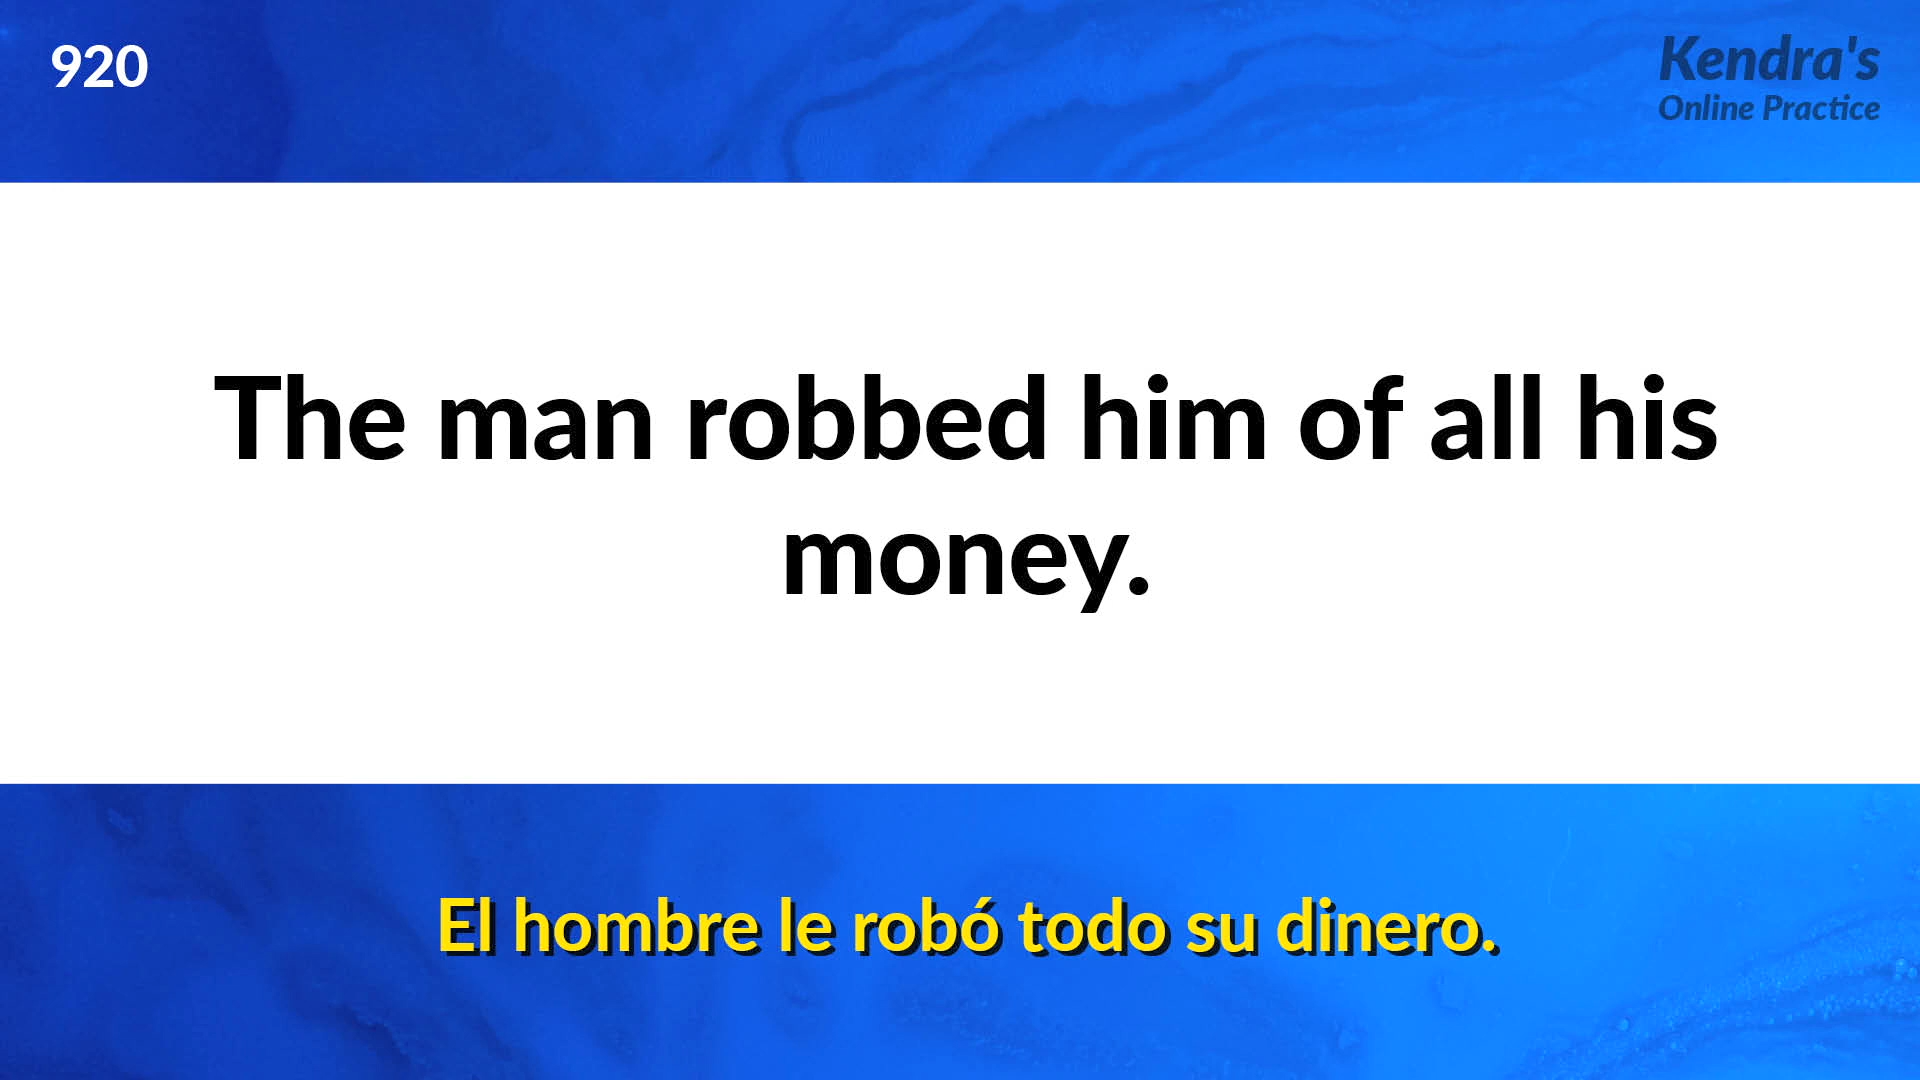 920
Kendra's
Online Practice
The man robbed him of all his
money.
El hombre le robó todo su dinero.